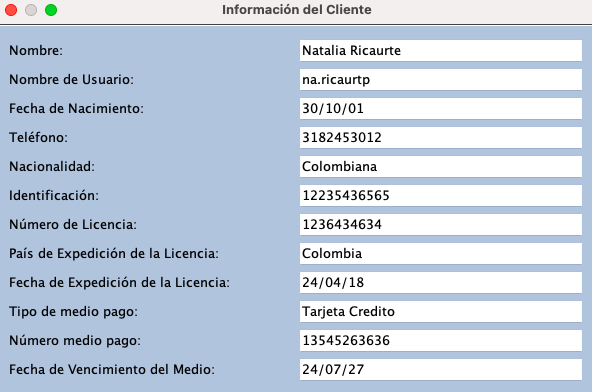 Información del Cliente
Nombre: Natalia Ricaurte
Nombre de Usuario: na.ricaurtp
Fecha de Nacimiento: 30/10/01
Teléfono: 3182453012
Nacionalidad: Colombiana
Identificación: 12235436565
Número de Licencia: 1236434634
País de Expedición de la Licencia: Colombia
Fecha de Expedición de la Licencia: 24/04/18
Tipo de medio pago: Tarjeta Credito
Número medio pago: 13545263636
Fecha de Vencimiento del Medio: 24/07/27